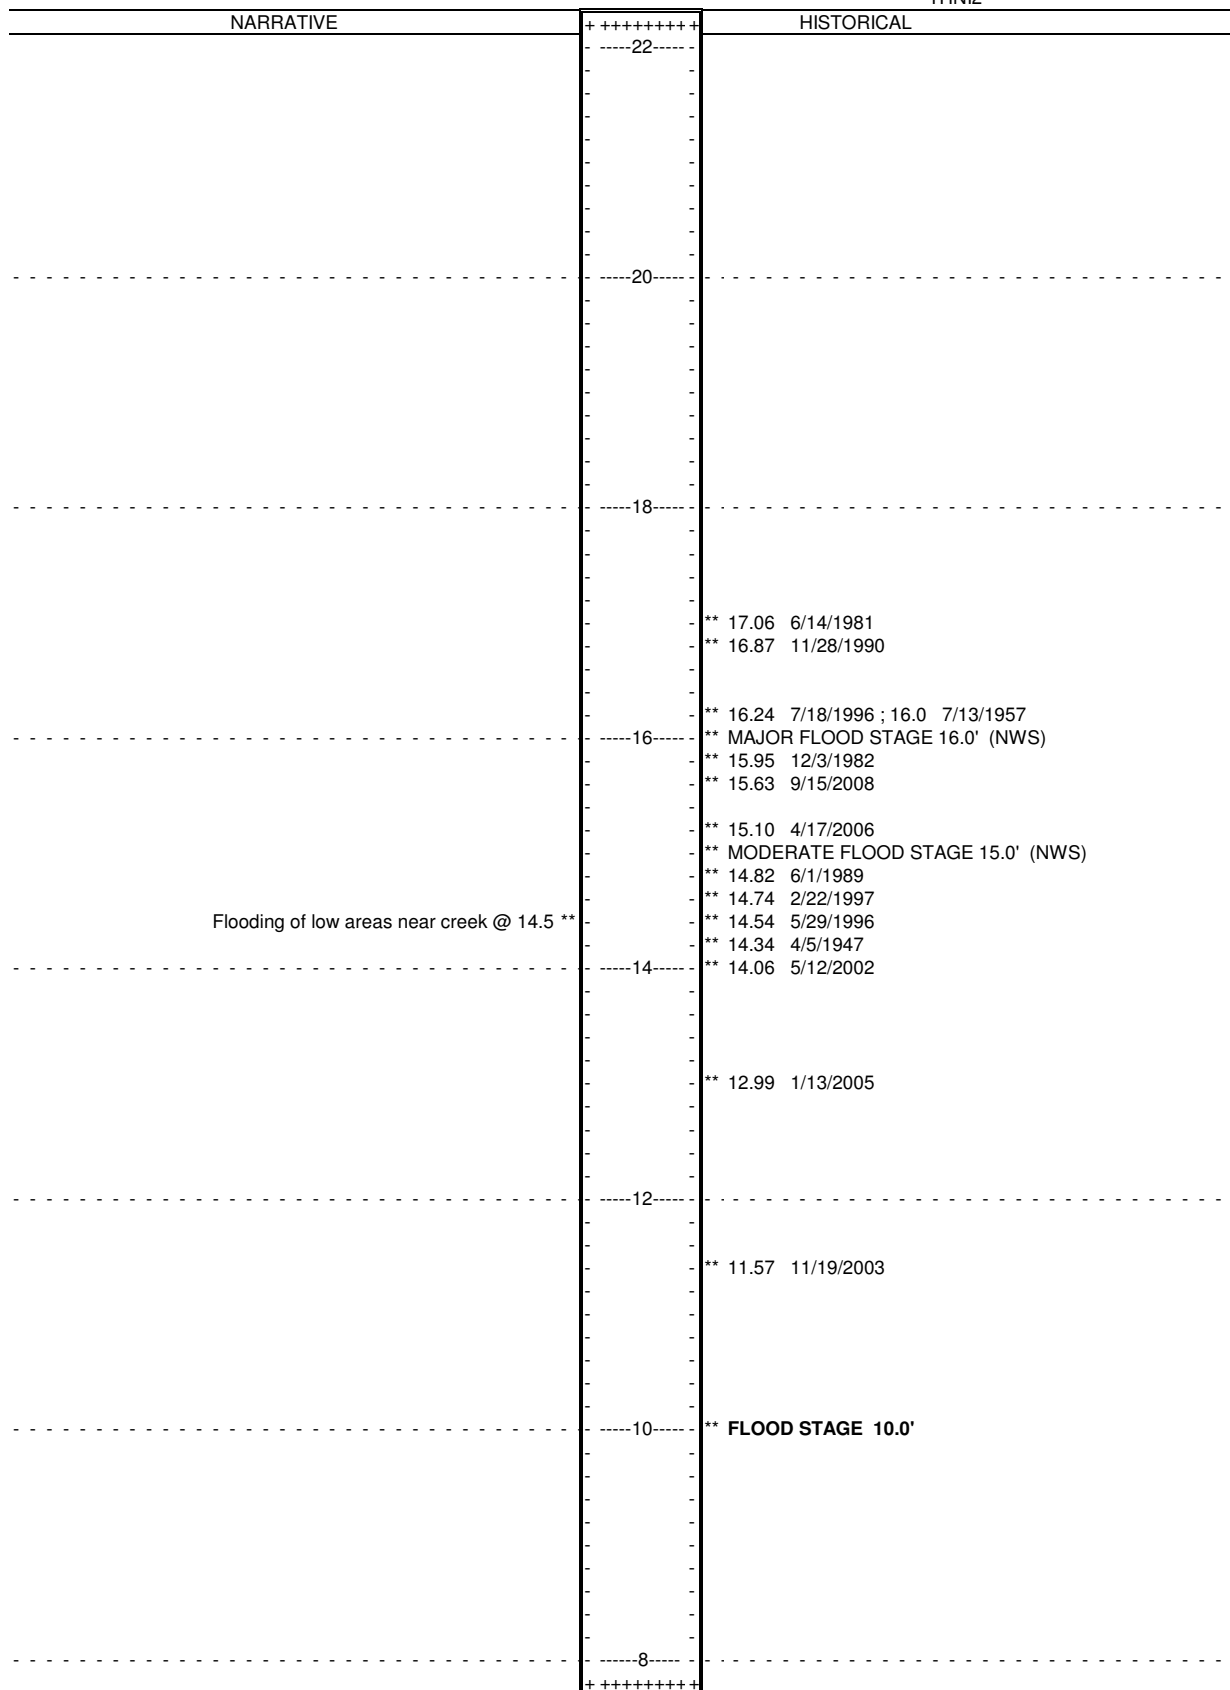 NARRATIVE + ++++++++ + HISTORICAL
- -----22----- -
- -----20----- -
- -----18----- -
** 17.06 6/14/1981
** 16.87 11/28/1990
** 16.24 7/18/1996 ; 16.0 7/13/1957
- -----16----- - ** MAJOR FLOOD STAGE 16.0' (NWS)
** 15.95 12/3/1982
** 15.63 9/15/2008
** 15.10 4/17/2006
** MODERATE FLOOD STAGE 15.0' (NWS)
** 14.82 6/1/1989
** 14.74 2/22/1997
Flooding of low areas near creek @ 14.5 ** ** 14.54 5/29/1996
** 14.34 4/5/1947
- -----14----- - ** 14.06 5/12/2002
** 12.99 1/13/2005
- -----12----- -
** 11.57 11/19/2003
- -----10----- - ** FLOOD STAGE 10.0'
- ------8----- -
+ ++++++++ +